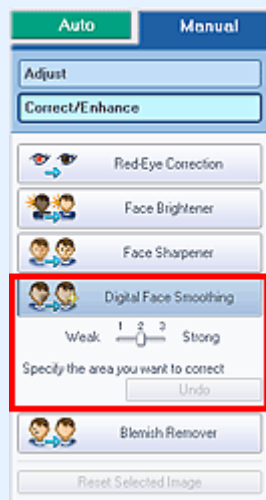 Auto Manual
Adjust
Correct/Enhance
Red-Eye Correction
Face Brightener
Face Sharpener
Digital Face Smoothing
1 2 3
Weak Strong
Specify the area you want to correct
Undo
Blemish Remover
Reset Selected Image